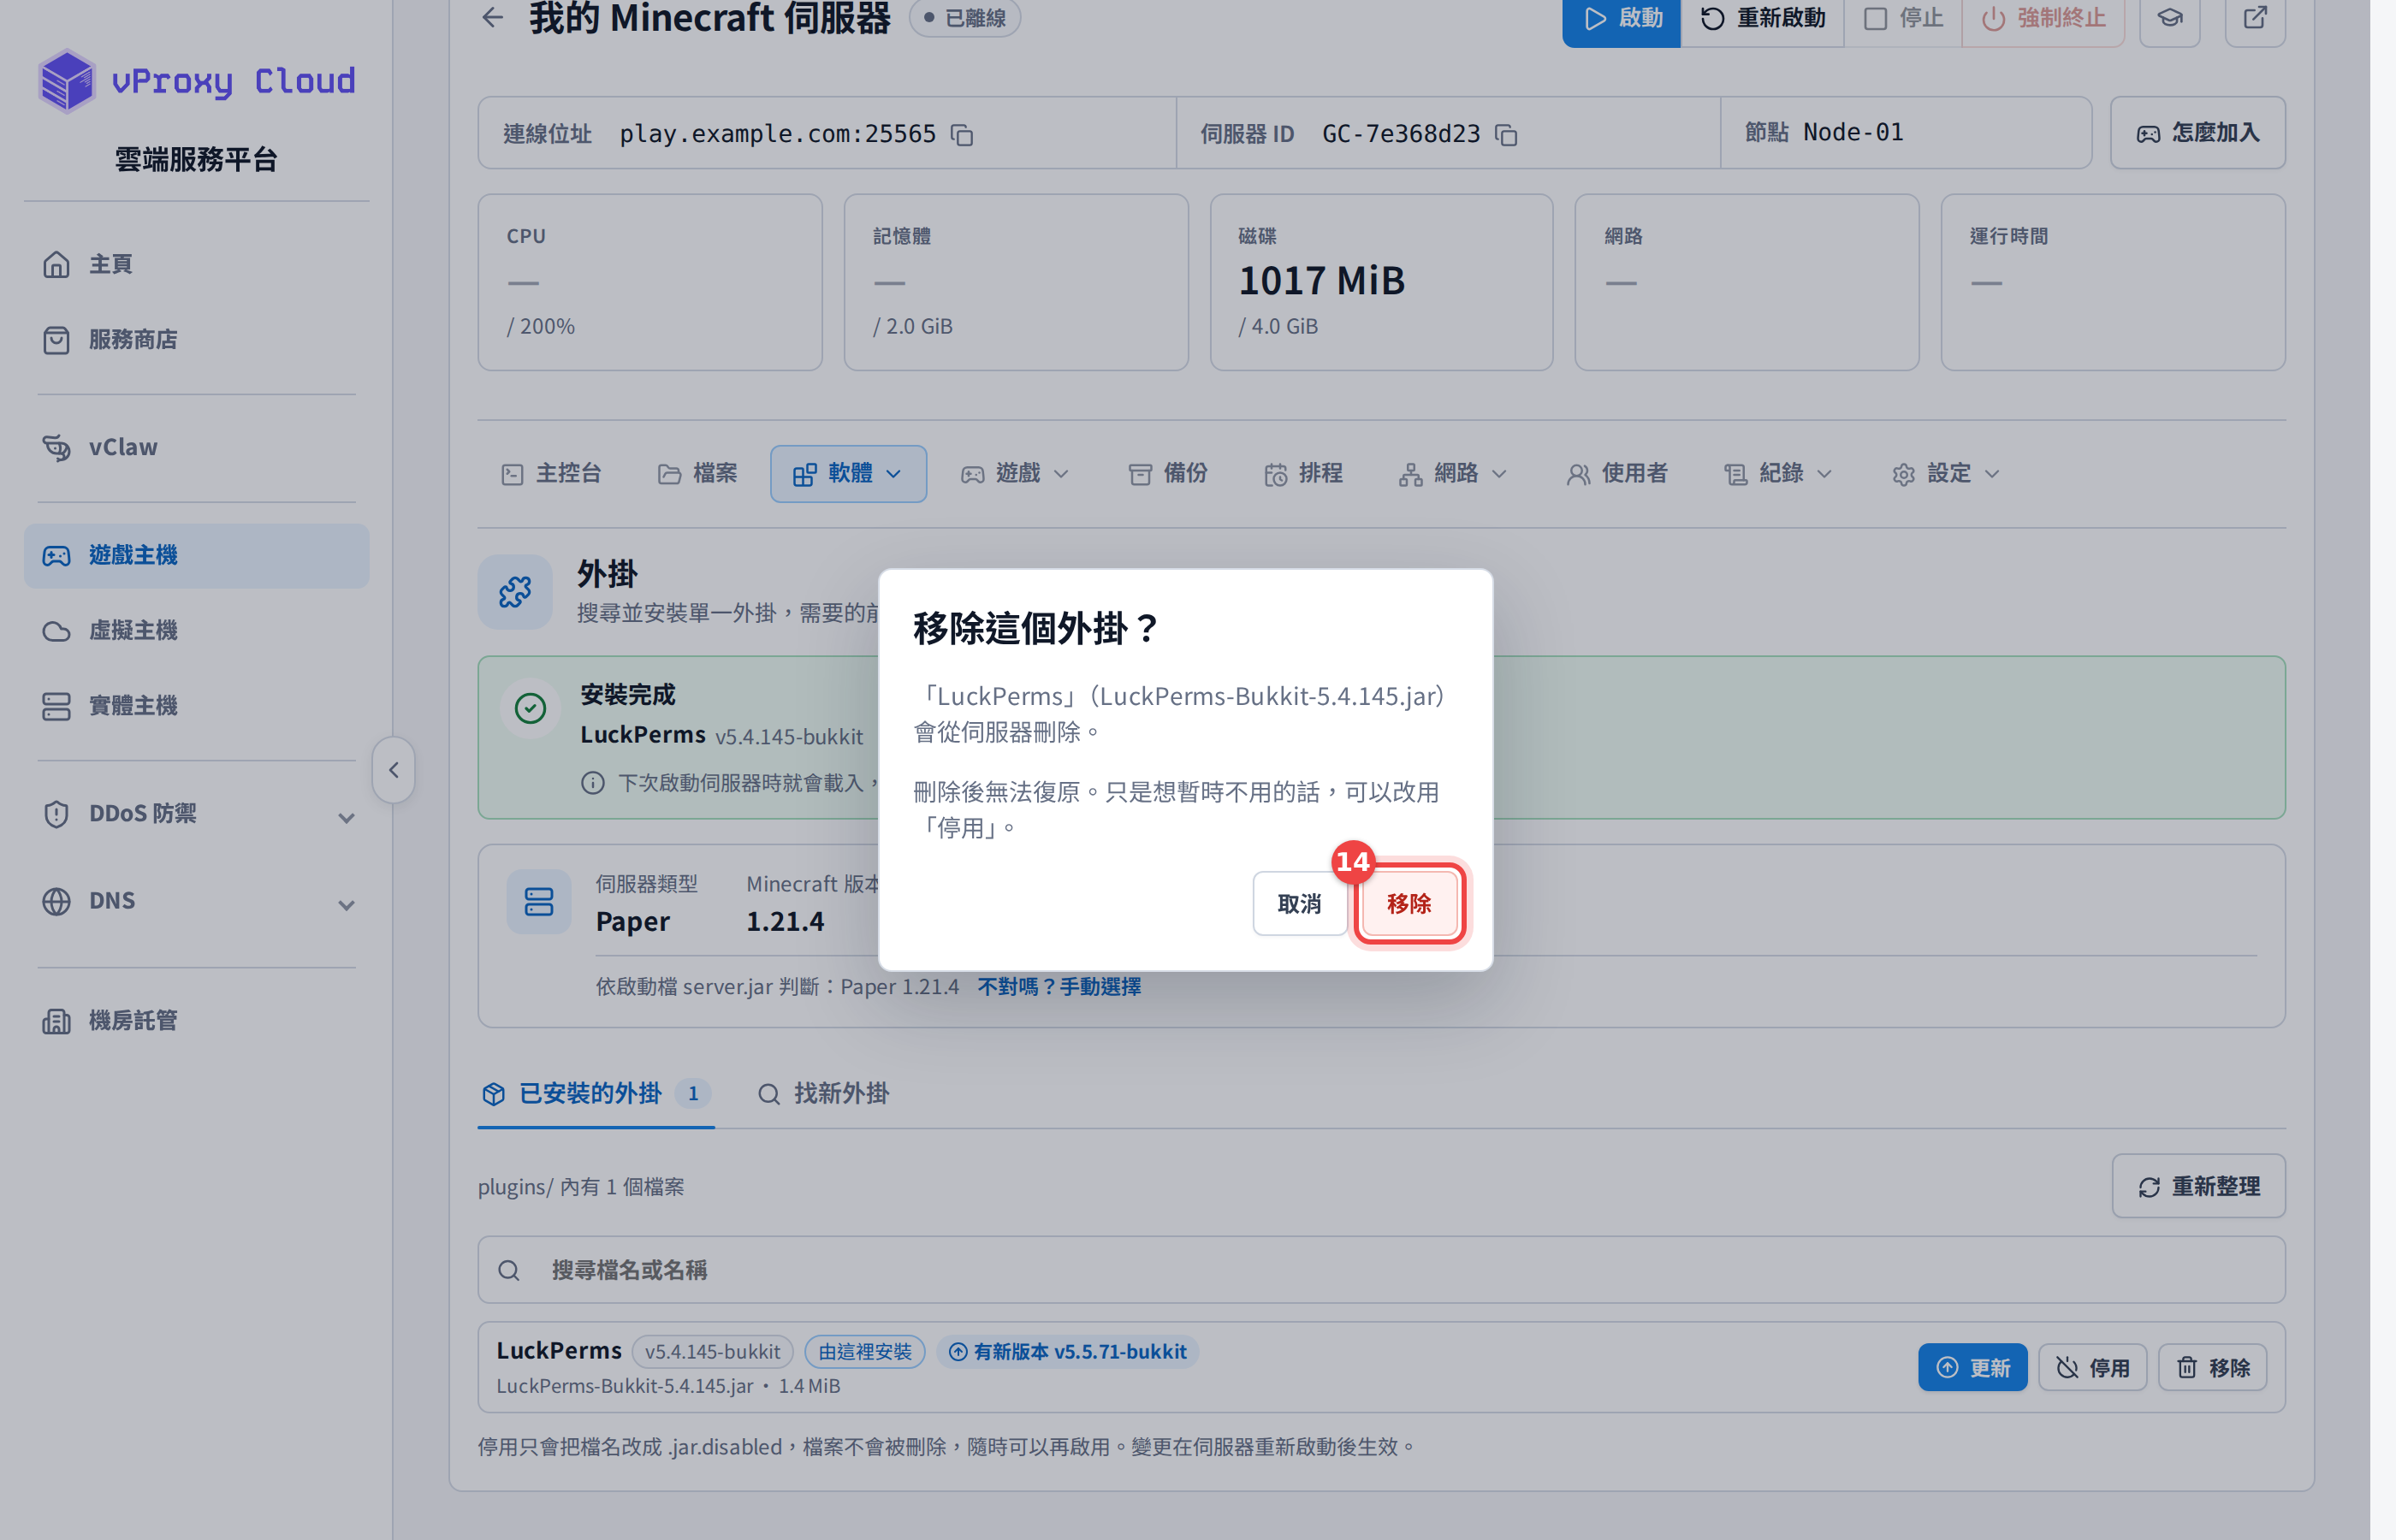 vProxy Cloud
雲端服務平台
主頁
服務商店
vClaw
遊戲主機
虛擬主機
實體主機
DDoS 防禦
DNS
機房託管
我的 Minecraft 伺服器
已離線
啟動
重新啟動
停止
強制終止
連線位址 play.example.com:25565
伺服器 ID GC-7e368d23
節點 Node-01
怎麼加入
CPU
—
/ 200%
記憶體
—
/ 2.0 GiB
磁碟
1017 MiB
/ 4.0 GiB
網路
—
運行時間
—
主控台
檔案
軟體
遊戲
備份
排程
網路
使用者
紀錄
設定
外掛
搜尋並安裝單一外掛，需要的前
安裝完成
LuckPerms v5.4.145-bukkit
下次啟動伺服器時就會載入，
伺服器類型
Paper
Minecraft 版本
1.21.4
依啟動檔 server.jar 判斷：Paper 1.21.4 不對嗎？手動選擇
移除這個外掛？
「LuckPerms」（LuckPerms-Bukkit-5.4.145.jar）
會從伺服器刪除。
刪除後無法復原。只是想暫時不用的話，可以改用
「停用」。
14
取消
移除
已安裝的外掛 1
找新外掛
plugins/ 內有 1 個檔案
重新整理
搜尋檔名或名稱
LuckPerms v5.4.145-bukkit 由這裡安裝 有新版本 v5.5.71-bukkit
LuckPerms-Bukkit-5.4.145.jar • 1.4 MiB
更新
停用
移除
停用只會把檔名改成 .jar.disabled，檔案不會被刪除，隨時可以再啟用。變更在伺服器重新啟動後生效。